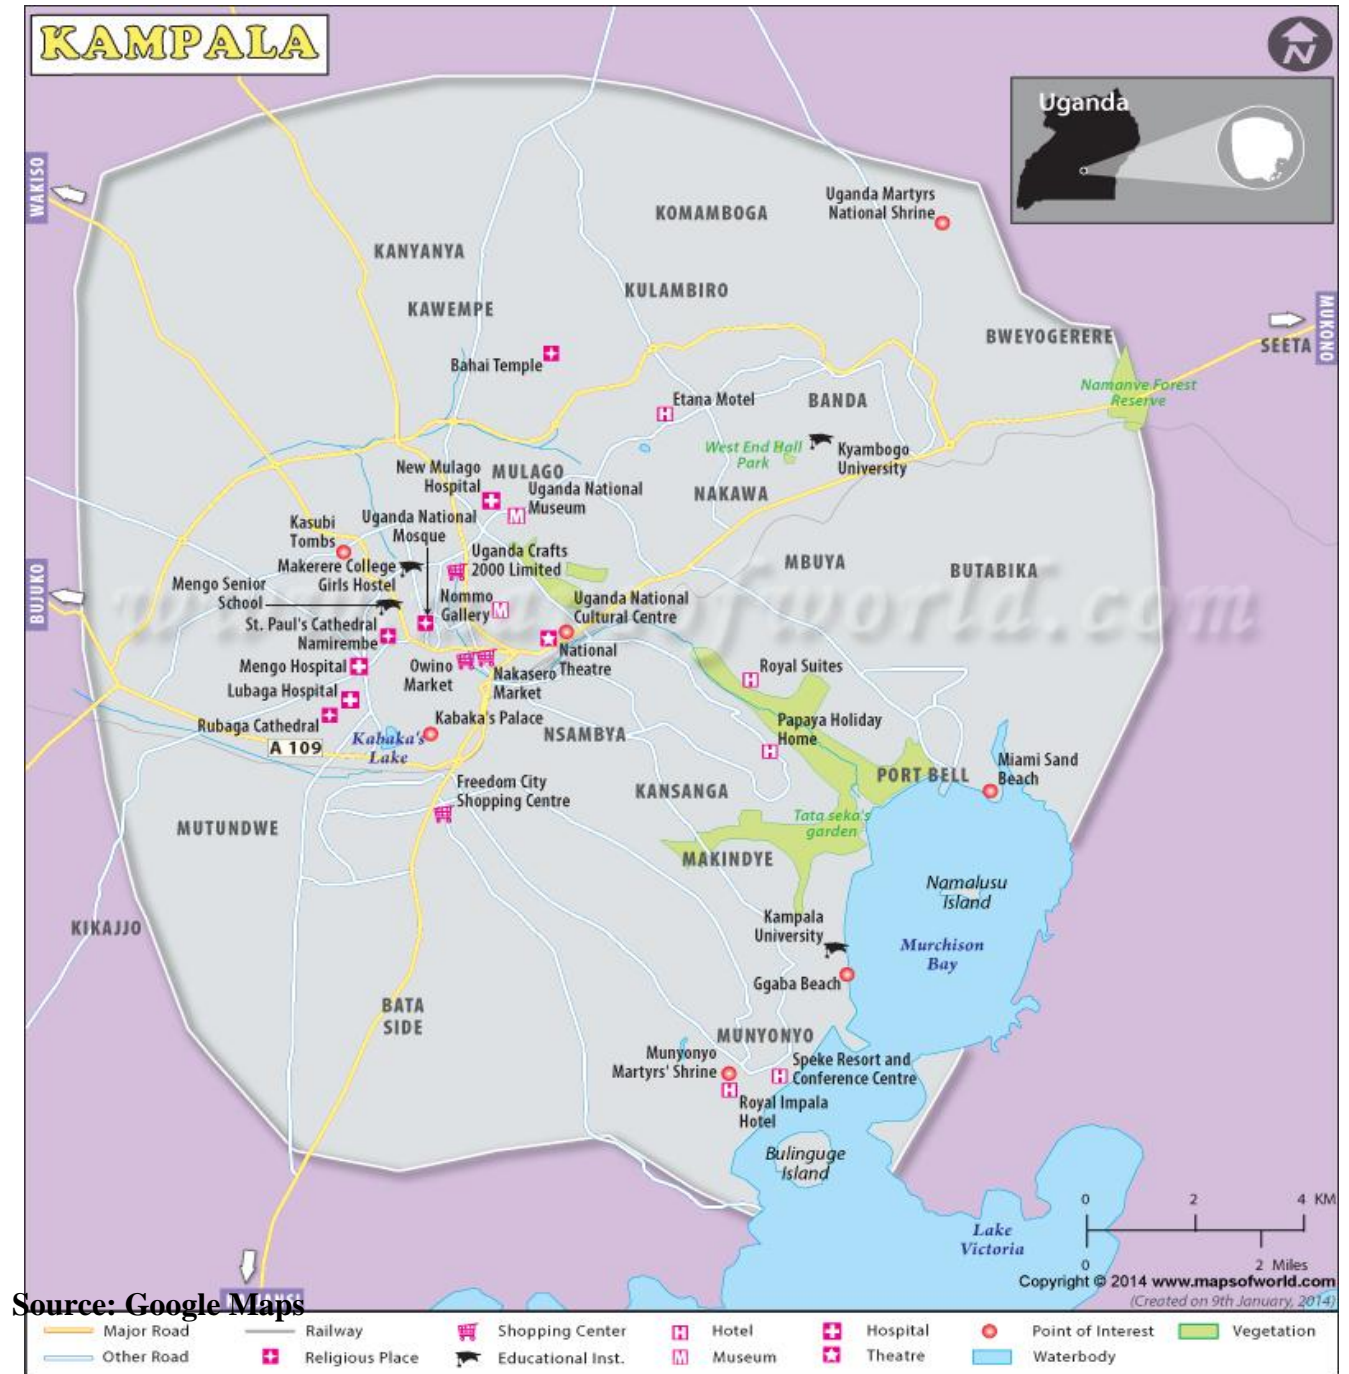 KAMPALA
N
Uganda
WAKISO
Uganda Martyrs
National Shrine
KOMAMBOGA
KANYANYA
KULAMBIRO
KAWEMPE
MUKONO
BWEYOGERERE
SEETA
Bahai Temple
Namanve Forest
Reserve
Etana Motel
BANDA
West End Hall
Park
Kyambogo
University
New Mulago
Hospital
MULAGO
Uganda National
Museum
NAKAWA
Kasubi
Tombs
Uganda National
Mosque
Uganda Crafts
2000 Limited
Makerere College
Girls Hostel
MBUYA
BUTABIKA
BUJUKO
Mengo Senior
School
Nommo
Gallery
Uganda National
Cultural Centre
St. Paul's Cathedral
Namirembe
Mengo Hospital
Owino
Market
Nakasero
Market
National
Theatre
Royal Suites
Lubaga Hospital
Rubaga Cathedral
Kabaka's Palace
A 109
Kabaka's
Lake
NSAMBYA
Papaya Holiday
Home
Miami Sand
Beach
PORT BELL
Freedom City
Shopping Centre
KANSANGA
Tata seka's
garden
MUTUNDWE
MAKINDYE
Namalusu
Island
KIKAJJO
Kampala
University
Murchison
Bay
Ggaba Beach
BATA
SIDE
MUNYONYO
Munyonyo
Martyrs' Shrine
Speke Resort and
Conference Centre
Royal Impala
Hotel
Bulinguge
Island
0 2 4 KM
Lake
Victoria
0 2 Miles
Copyright © 2014 www.mapsofworld.com
(Created on 9th January, 2014)
Source: Google Maps
Major Road Railway Shopping Center Hotel Hospital Point of Interest Vegetation
Other Road Religious Place Educational Inst. Museum Theatre Waterbody